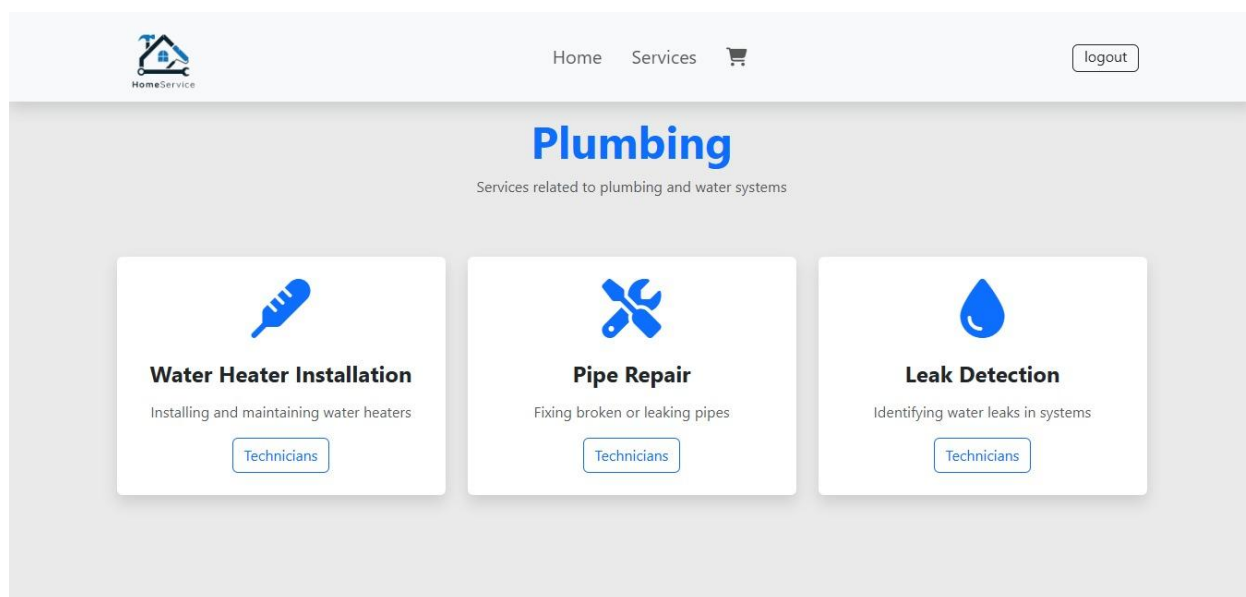 HomeService
Home Services
logout
Plumbing
Services related to plumbing and water systems
Water Heater Installation
Installing and maintaining water heaters
Technicians
Pipe Repair
Fixing broken or leaking pipes
Technicians
Leak Detection
Identifying water leaks in systems
Technicians